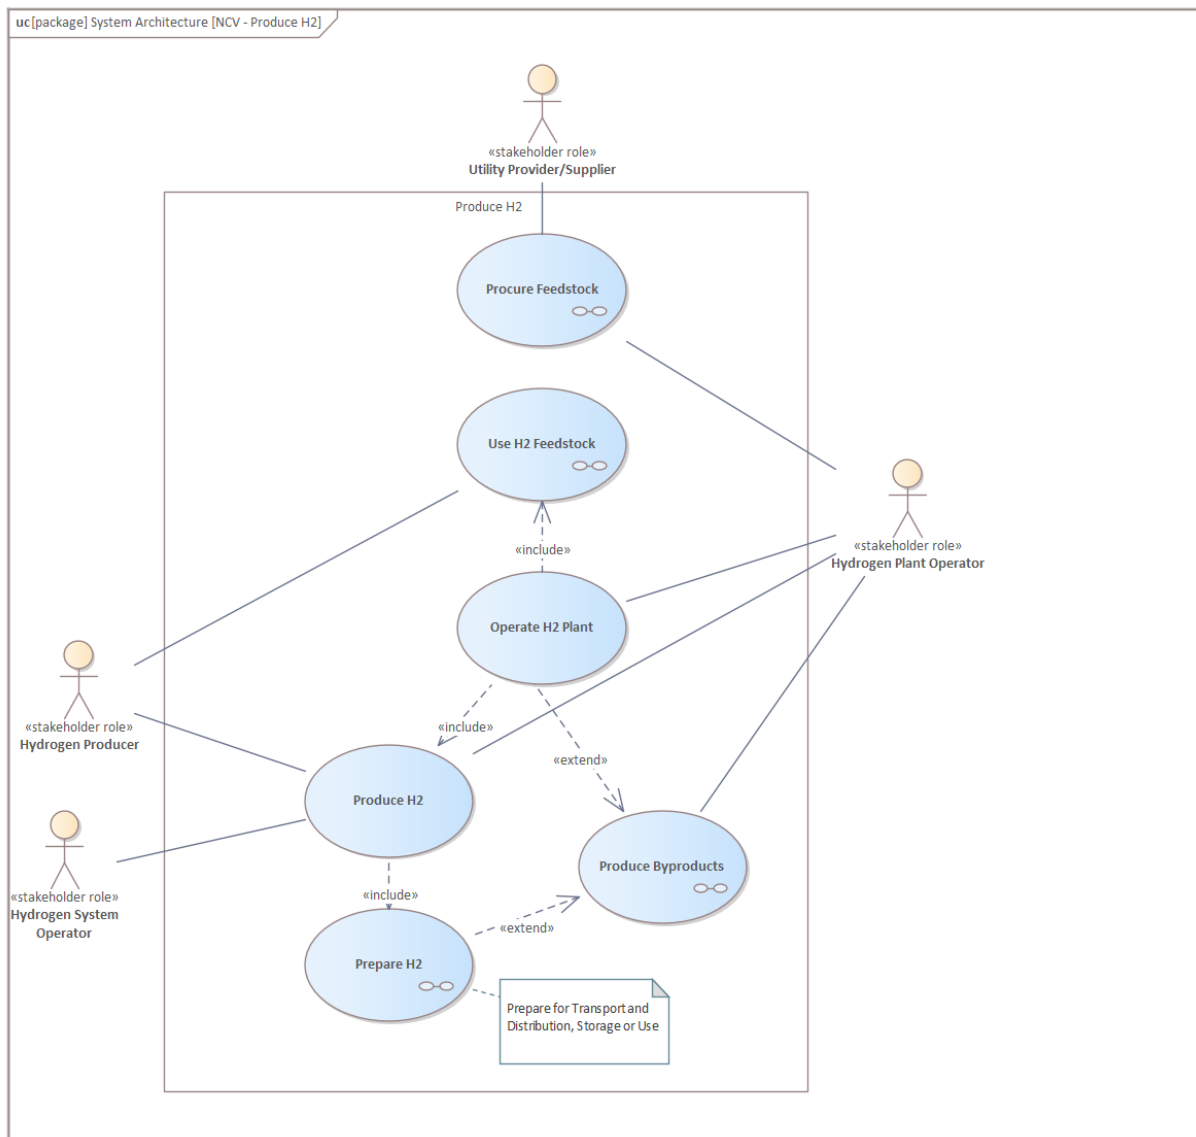 uc [package] System Architecture [NCV - Produce H2]
«stakeholder role»
Utility Provider/Supplier
Produce H2
Procure Feedstock
Use H2 Feedstock
«include»
«stakeholder role»
Hydrogen Plant Operator
Operate H2 Plant
«stakeholder role»
Hydrogen Producer
«include»
«extend»
Produce H2
Produce Byproducts
«stakeholder role»
Hydrogen System
Operator
«include»
«extend»
Prepare H2
Prepare for Transport and
Distribution, Storage or Use